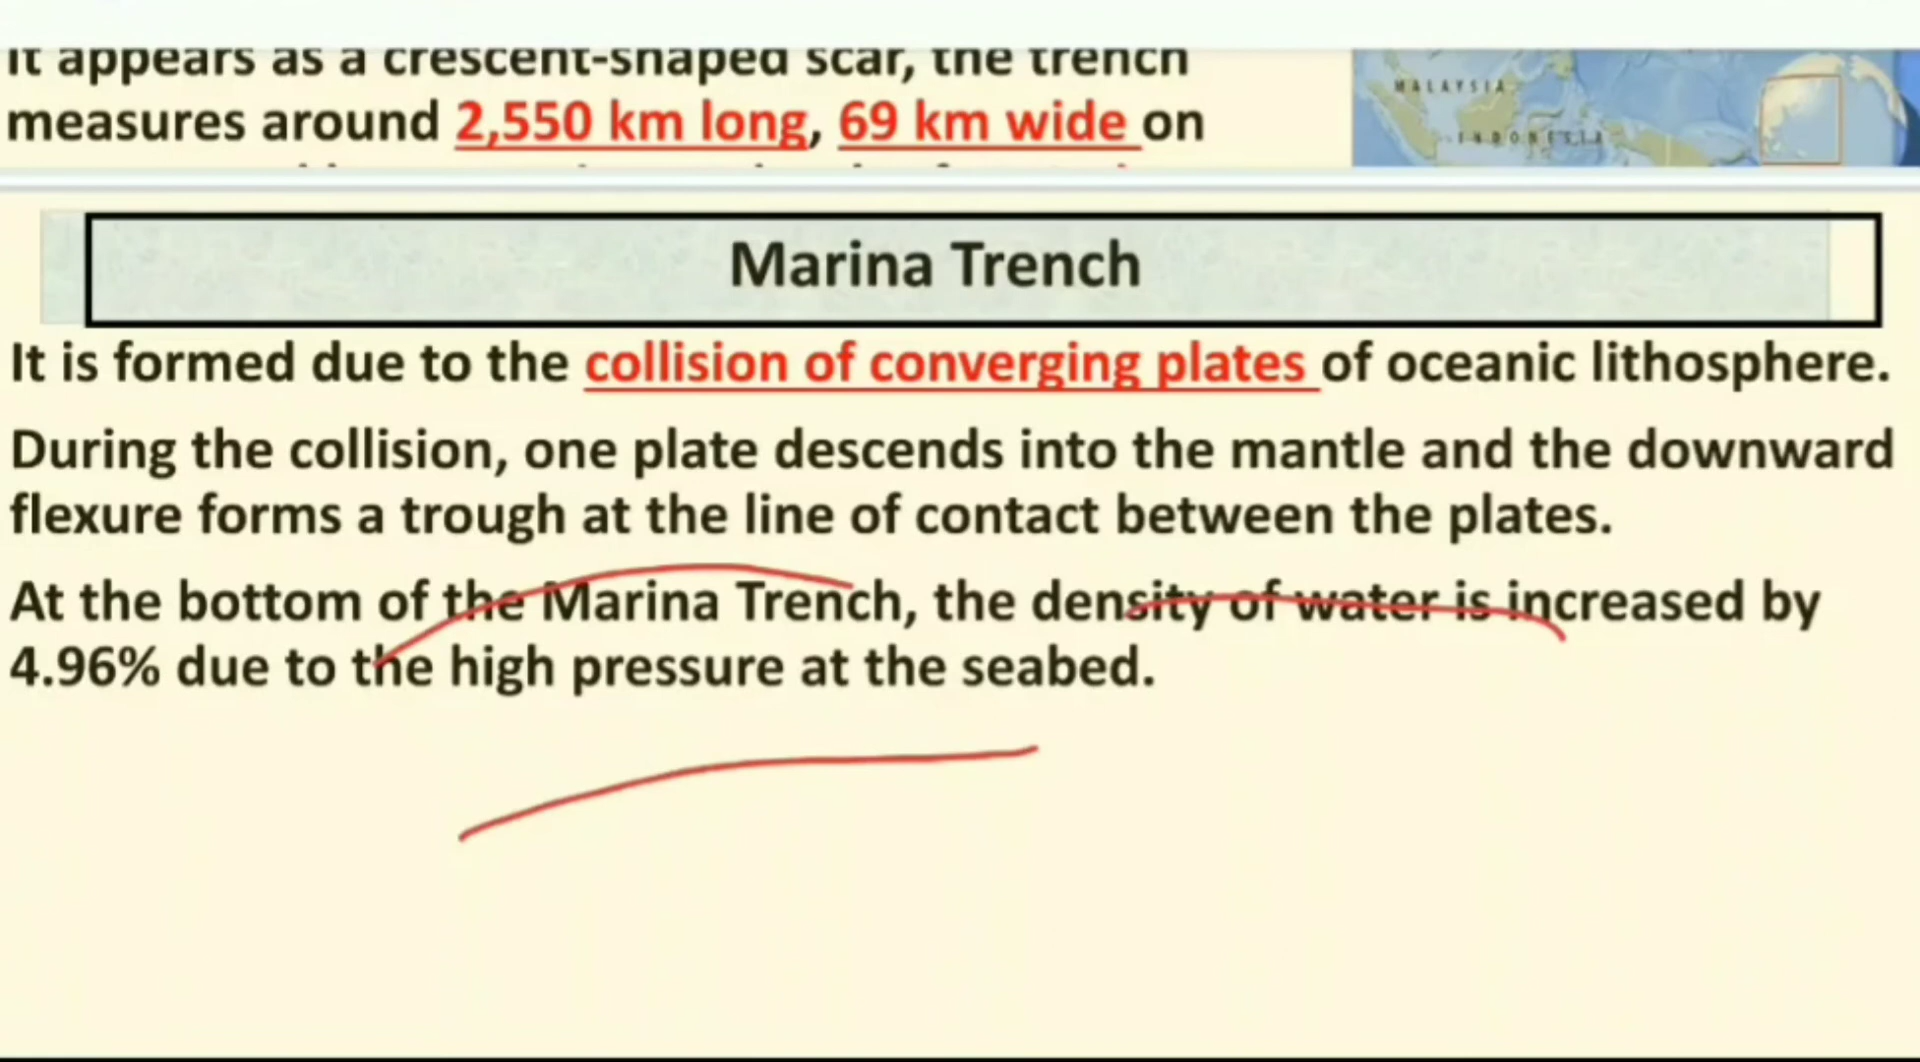 It appears as a crescent-shaped scar, the trench
measures around 2,550 km long, 69 km wide on
MALAYSIA
INDONESIA
Marina Trench
It is formed due to the collision of converging plates of oceanic lithosphere.
During the collision, one plate descends into the mantle and the downward
flexure forms a trough at the line of contact between the plates.
At the bottom of the Marina Trench, the density of water is increased by
4.96% due to the high pressure at the seabed.